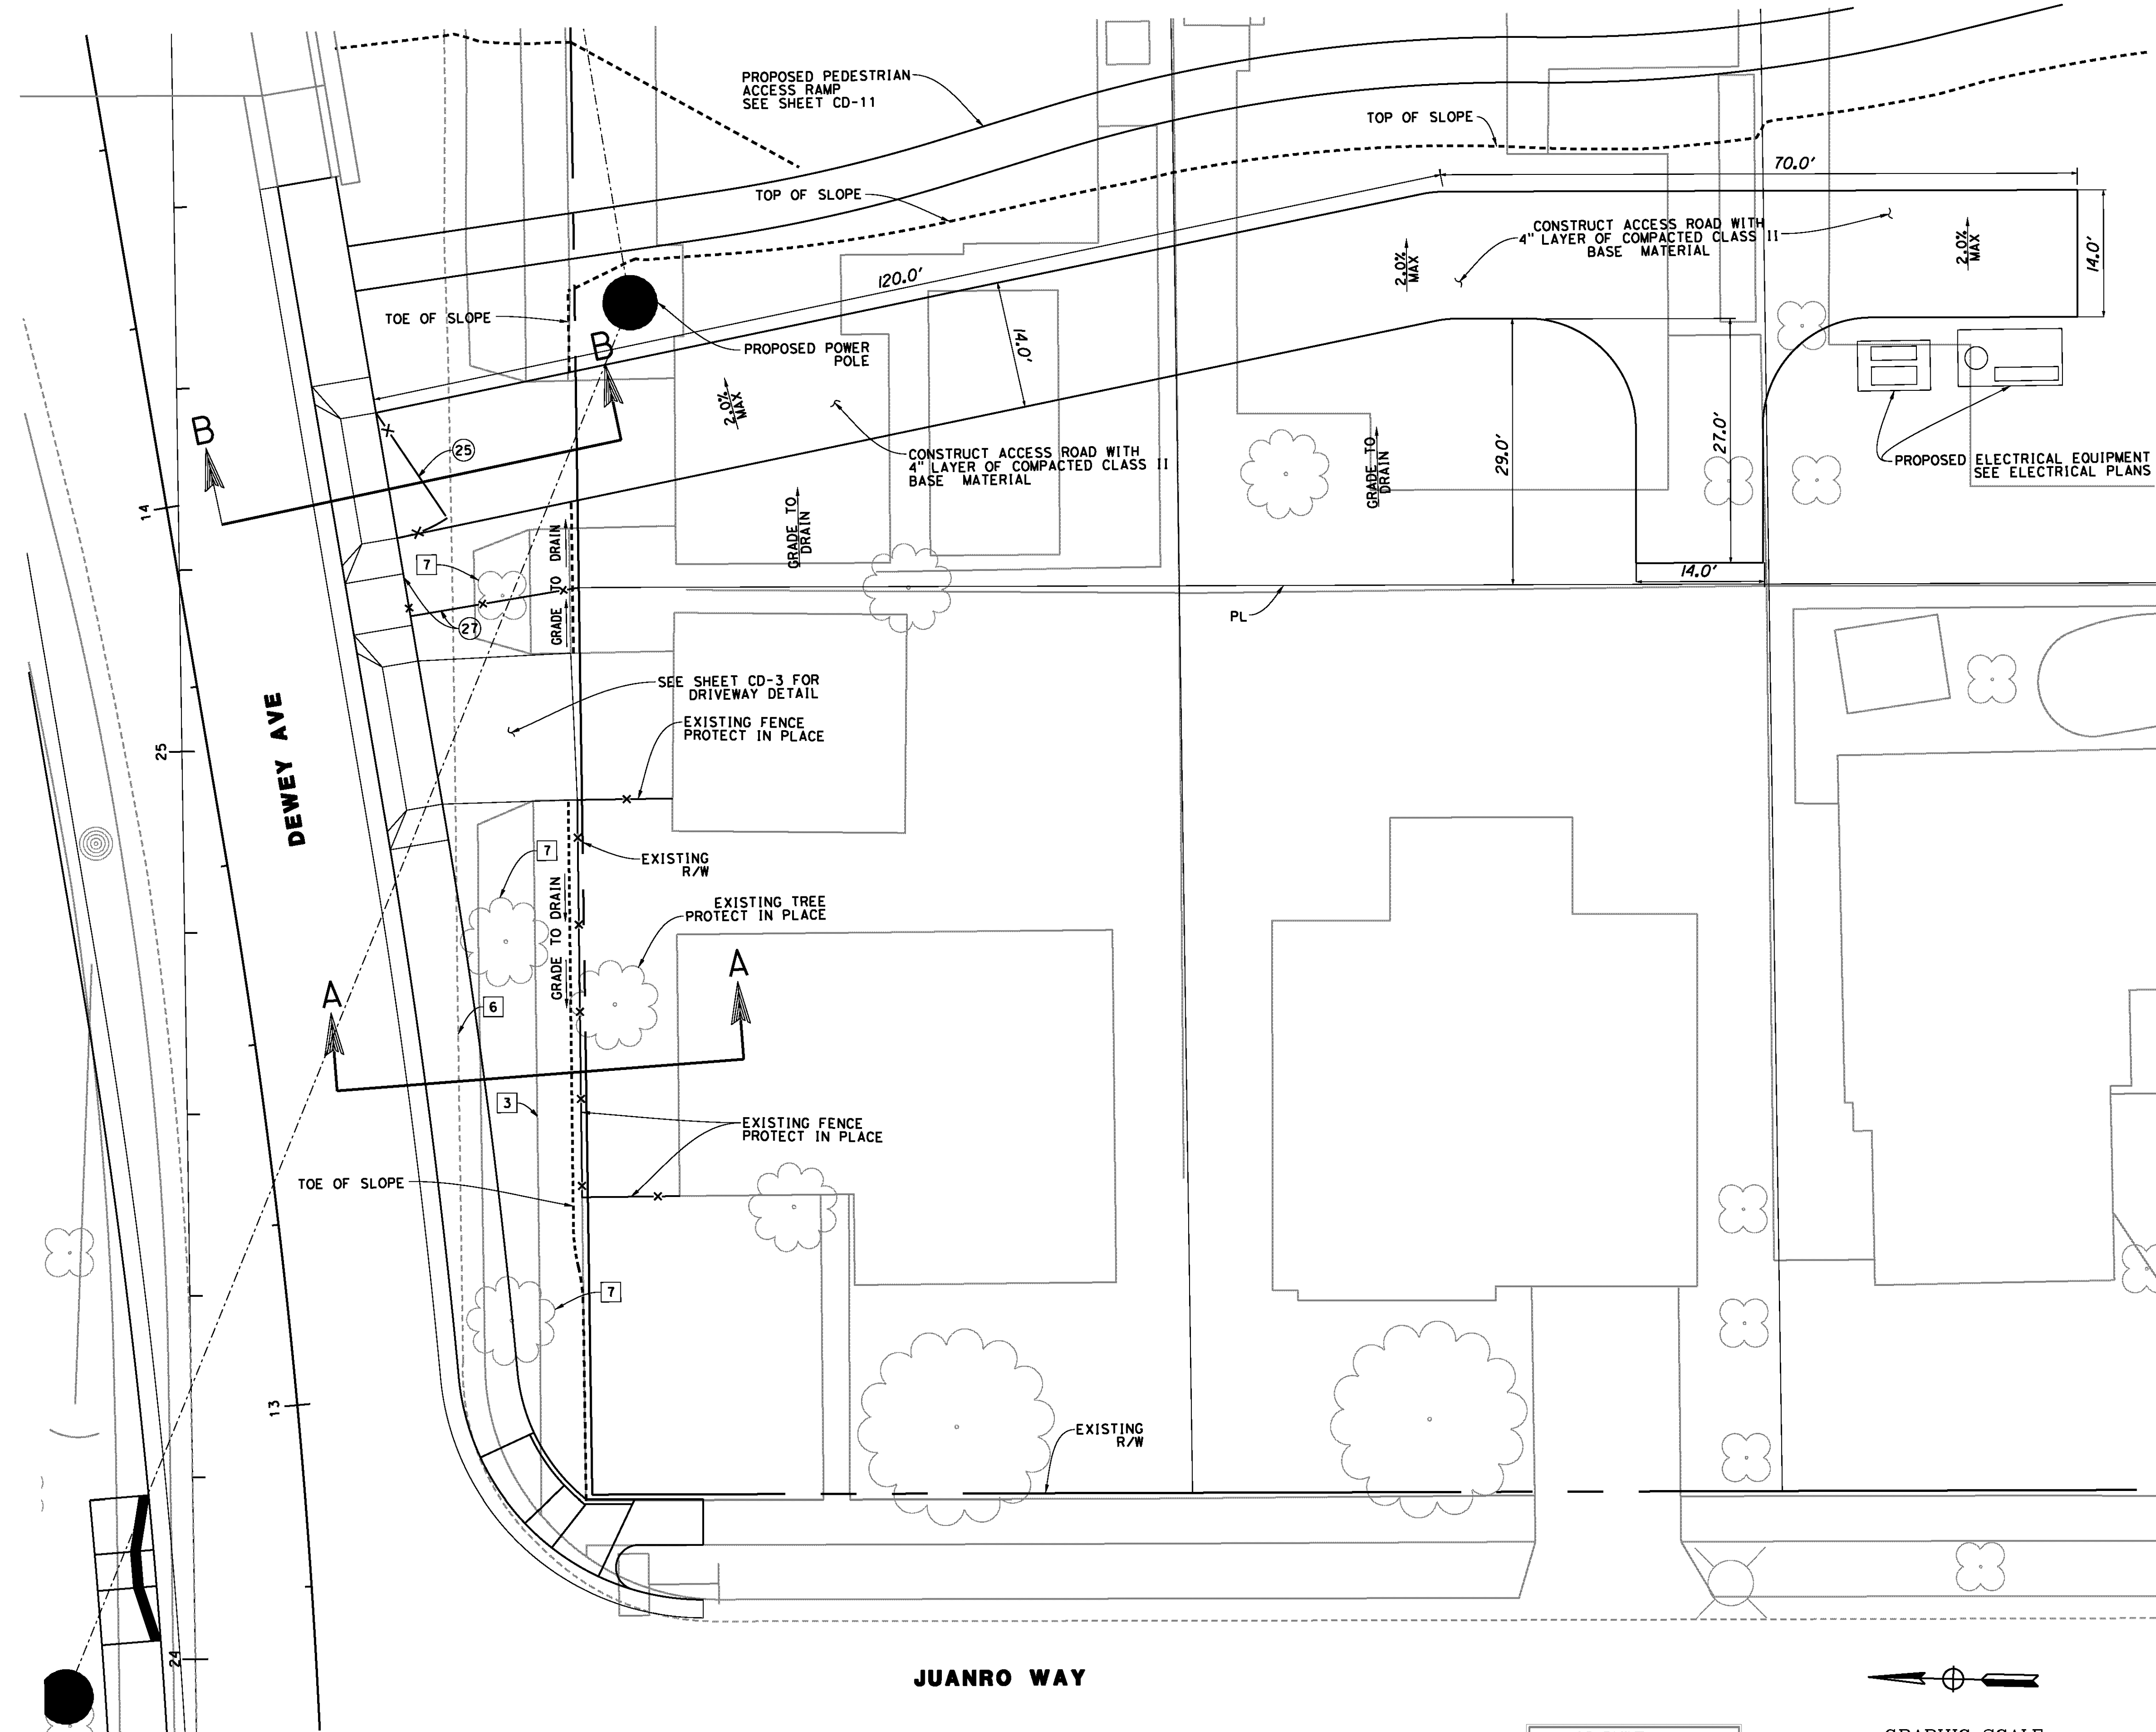 PROPOSED PEDESTRIAN
ACCESS RAMP
SEE SHEET CD-11
TOP OF SLOPE
70.0'
TOP OF SLOPE
CONSTRUCT ACCESS ROAD WITH
4" LAYER OF COMPACTED CLASS II
BASE MATERIAL
2.0%
MAX
2.0%
MAX
14.0'
120.0'
TOE OF SLOPE
PROPOSED POWER
POLE
14.0'
B
B
2.0%
MAX
25
CONSTRUCT ACCESS ROAD WITH
4" LAYER OF COMPACTED CLASS II
BASE MATERIAL
GRADE TO
DRAIN
29.0'
27.0'
PROPOSED ELECTRICAL EQUIPMENT
SEE ELECTRICAL PLANS
14
GRADE TO
DRAIN
7
GRADE TO DRAIN
14.0'
27
PL
SEE SHEET CD-3 FOR
DRIVEWAY DETAIL
EXISTING FENCE
PROTECT IN PLACE
25
DEWEY AVE
7
EXISTING
R/W
EXISTING TREE
PROTECT IN PLACE
GRADE TO DRAIN
A
A
6
3
EXISTING FENCE
PROTECT IN PLACE
TOE OF SLOPE
7
13
EXISTING
R/W
24
JUANRO WAY
GRAPHIC SCALE